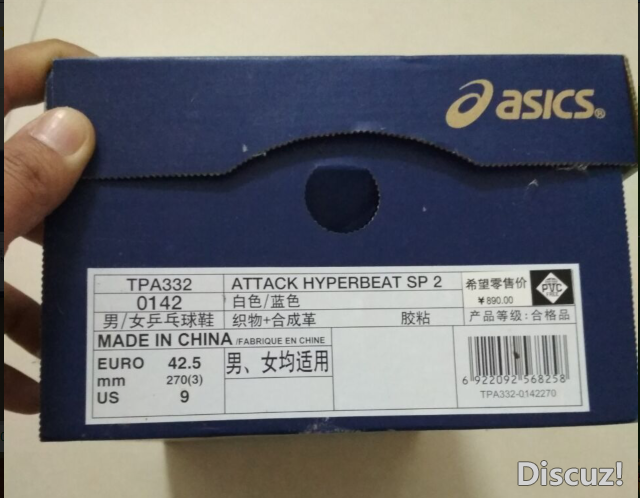 asics®
TPA332 ATTACK HYPERBEAT SP 2 希望零售价
¥890.00
PVC
FREE
0142 白色/蓝色
男/女乒乓球鞋 织物+合成革 胶粘 产品等级:合格品
MADE IN CHINA /FABRIQUE EN CHINE
EURO 42.5 男、女均适用
mm 270(3)
US 9
6 922092 568258
TPA332-0142270
Discuz!